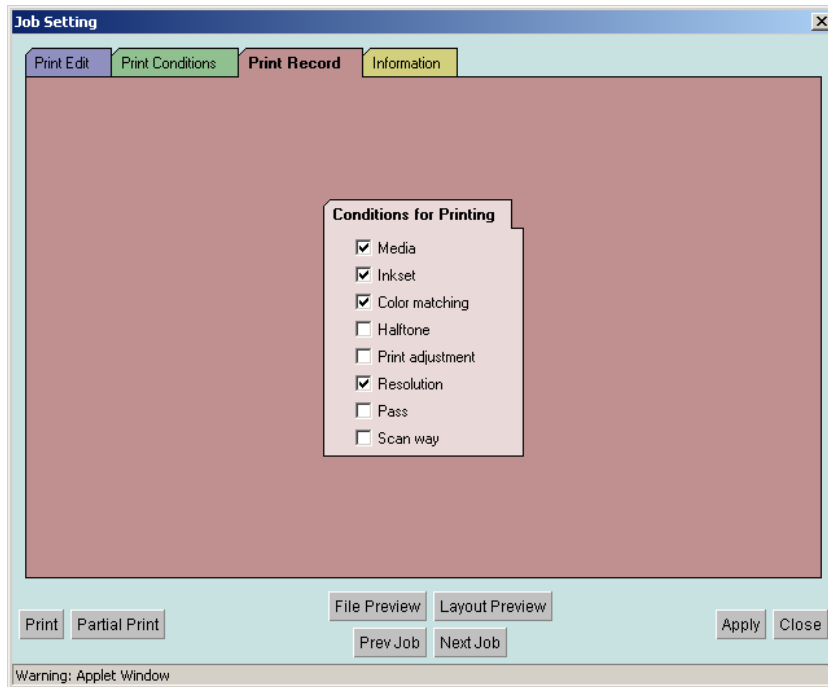 Job Setting
Print Edit Print Conditions Print Record Information
Conditions for Printing
Media
Inkset
Color matching
Halftone
Print adjustment
Resolution
Pass
Scan way
File Preview Layout Preview
Print Partial Print Apply Close
Prev Job Next Job
Warning: Applet Window